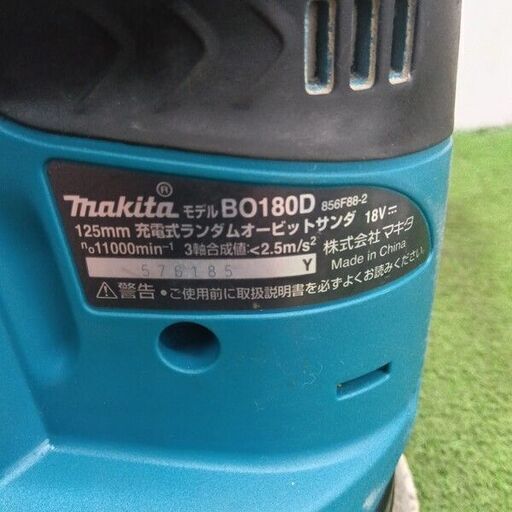 makita® モデル BO180D 856F88-2
125mm 充電式ランダムオービットサンダ 18V⎓
n₀11000min⁻¹ 3軸合成値:<2.5m/s² 株式会社マキタ
576185 Y Made in China
⚠警告 •ご使用前に取扱説明書を必ずよくお読みください。